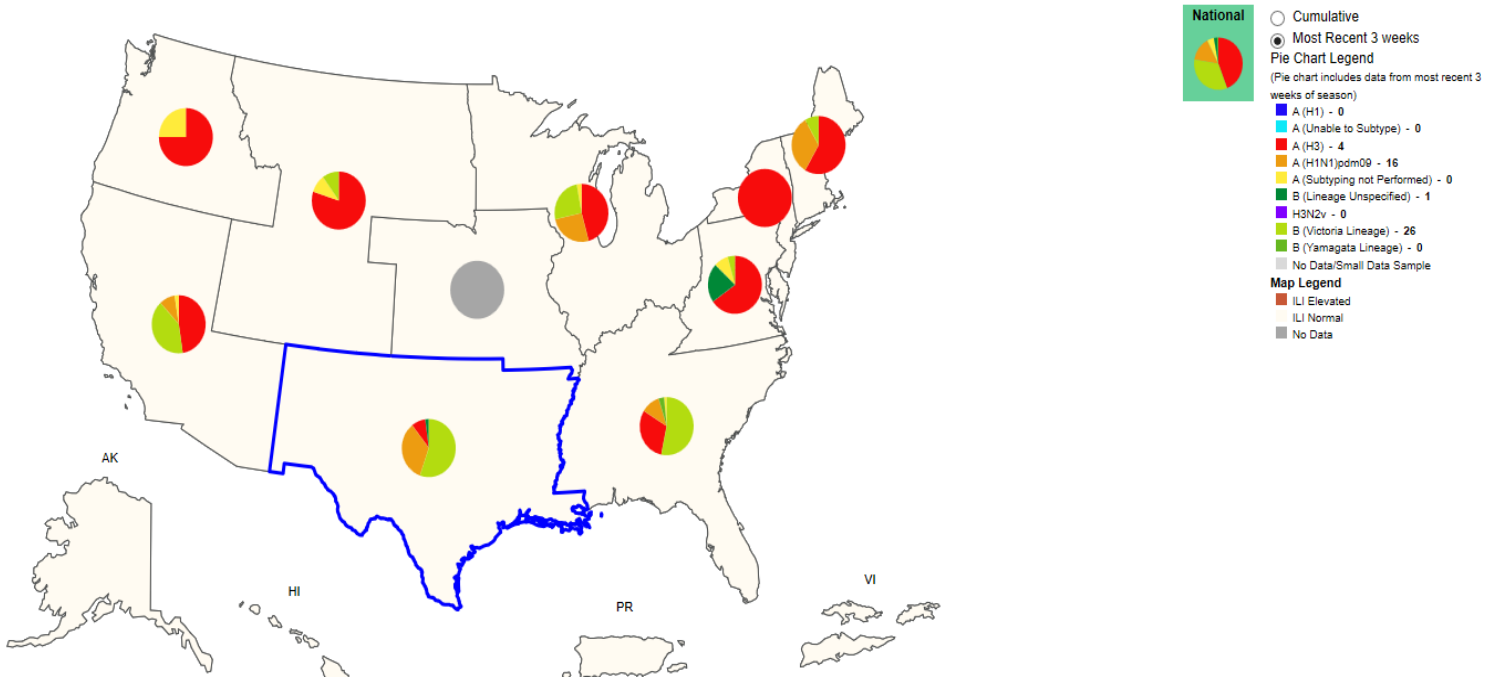 National
Cumulative
Most Recent 3 weeks
Pie Chart Legend
(Pie chart includes data from most recent 3
weeks of season)
A (H1) - 0
A (Unable to Subtype) - 0
A (H3) - 4
A (H1N1)pdm09 - 16
A (Subtyping not Performed) - 0
B (Lineage Unspecified) - 1
H3N2v - 0
B (Victoria Lineage) - 26
B (Yamagata Lineage) - 0
No Data/Small Data Sample
Map Legend
ILI Elevated
ILI Normal
No Data
AK
HI
PR
VI